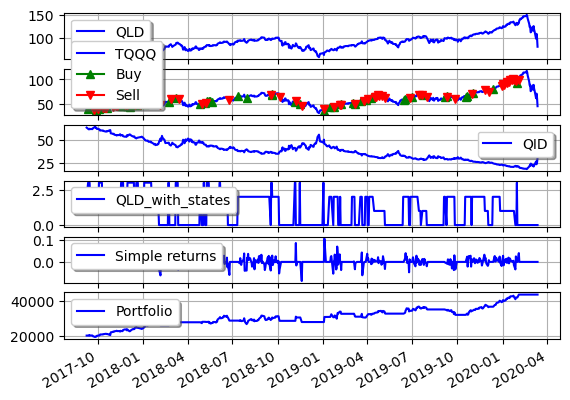 150
QLD
100
TQQQ
100
Buy
Sell
50
50
QID
25
2.5
QLD_with_states
0.0
0.1
Simple returns
0.0
40000
Portfolio
20000
2017-10
2018-01
2018-04
2018-07
2018-10
2019-01
2019-04
2019-07
2019-10
2020-01
2020-04